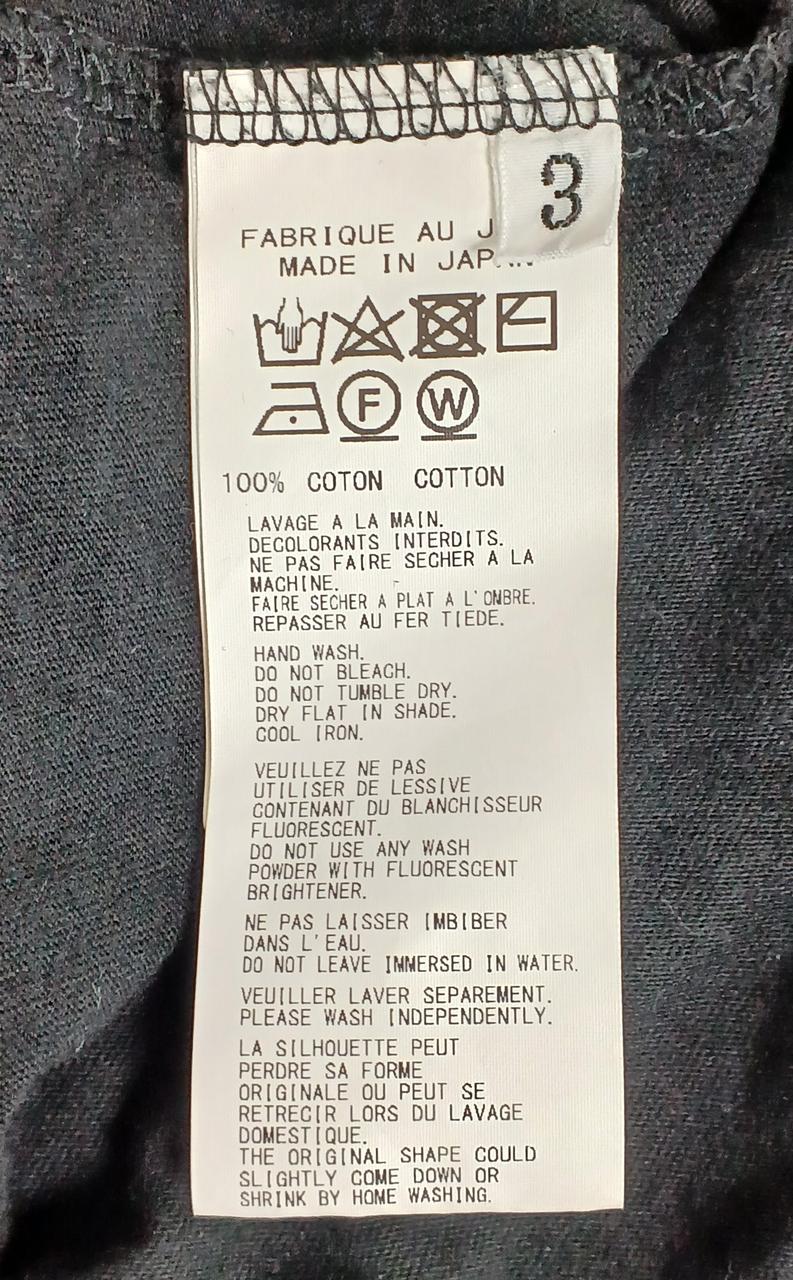 3
FABRIQUE AU
MADE IN
F W
100% COTON COTTON
LAVAGE A LA MAIN.
DECOLORANTS INTERDITS.
NE PAS FAIRE SECHER A LA
MACHINE.
FAIRE SECHER A PLAT A L'OMBRE.
REPASSER AU FER TIEDE.
HAND WASH.
DO NOT BLEACH.
DO NOT TUMBLE DRY.
DRY FLAT IN SHADE.
COOL IRON.
VEUILLEZ NE PAS
UTILISER DE LESSIVE
CONTENANT DU BLANCHISSEUR
FLUORESCENT.
DO NOT USE ANY WASH
POWDER WITH FLUORESCENT
BRIGHTENER.
NE PAS LAISSER IMBIBER
DANS L'EAU.
DO NOT LEAVE IMMERSED IN WATER.
VEUILLER LAVER SEPAREMENT.
PLEASE WASH INDEPENDENTLY.
LA SILHOUETTE PEUT
PERDRE SA FORME
ORIGINALE OU PEUT SE
RETRECIR LORS DU LAVAGE
DOMESTIQUE.
THE ORIGINAL SHAPE COULD
SLIGHTLY COME DOWN OR
SHRINK BY HOME WASHING.